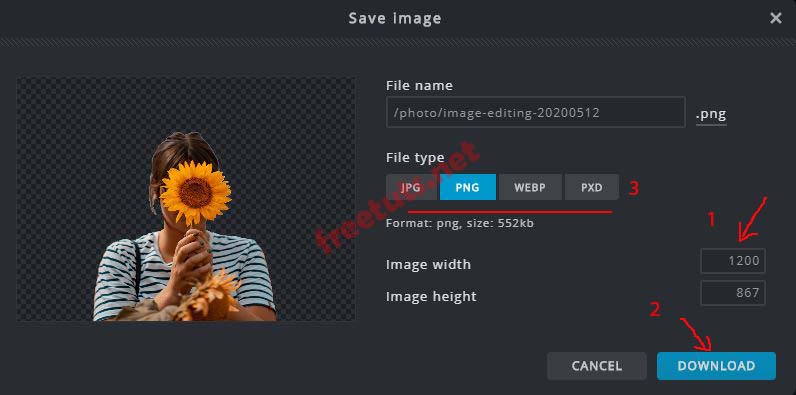 Save image
File name
/photo/image-editing-20200512
.png
File type
JPG PNG WEBP PXD
3
Format: png, size: 552kb
freetuts.net
1
Image width
1200
Image height
867
2
CANCEL
DOWNLOAD